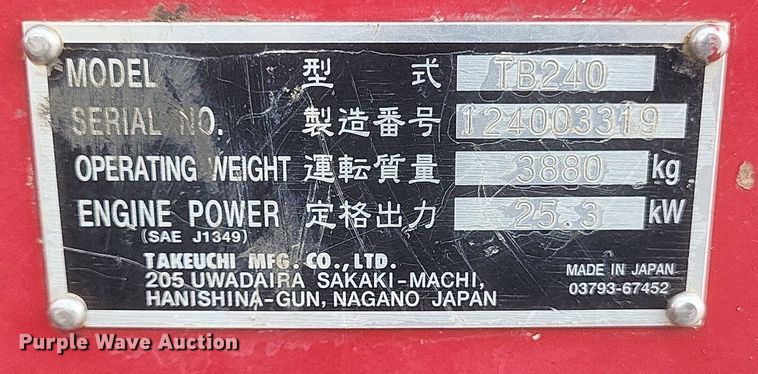 MODEL 型式 TB240
SERIAL NO. 製造番号 124003319
OPERATING WEIGHT 運転質量 3880 kg
ENGINE POWER 定格出力 25.3 kW
(SAE J1349)
TAKEUCHI MFG. CO., LTD.
205 UWADAIRA SAKAKI-MACHI,
HANISHINA-GUN, NAGANO JAPAN
MADE IN JAPAN
03793-67452
Purple Wave Auction